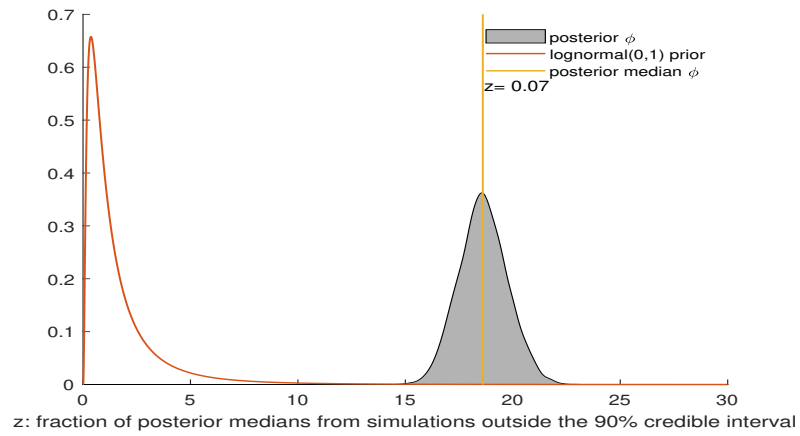 0.7
0.6
0.5
0.4
0.3
0.2
0.1
0
0 5 10 15 20 25 30
posterior ϕ
lognormal(0,1) prior
posterior median ϕ
z= 0.07
z: fraction of posterior medians from simulations outside the 90% credible interval